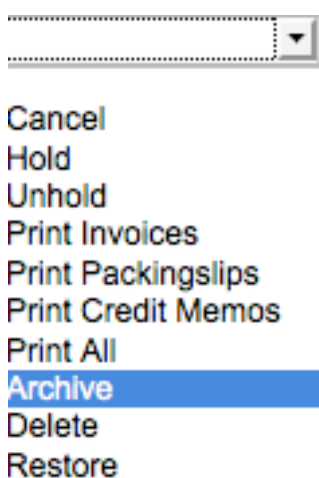 Cancel
Hold
Unhold
Print Invoices
Print Packingslips
Print Credit Memos
Print All
Archive
Delete
Restore